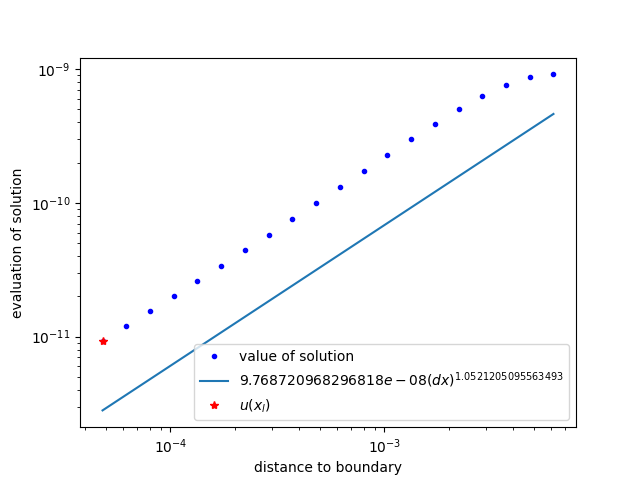 10⁻⁹
10⁻¹⁰
10⁻¹¹
evaluation of solution
value of solution
9.768720968296818e − 08(dx)^1.0521205095563493
u(x_l)
10⁻⁴
10⁻³
distance to boundary